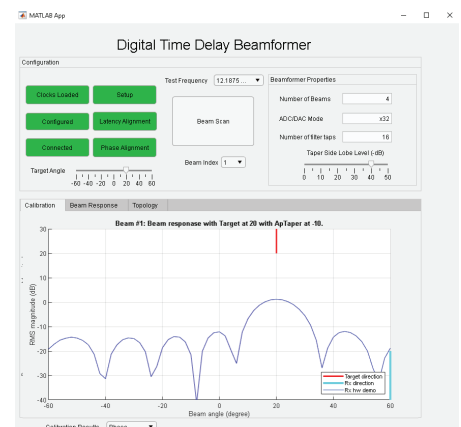 MATLAB App
Digital Time Delay Beamformer
Configuration
Test Frequency 12.1875 ...
Clocks Loaded Setup
Configured Latency Alignment
Connected Phase Alignment
Beam Scan
Beam Index 1
Target Angle
-60 -40 -20 0 20 40 60
Beamformer Properties
Number of Beams 4
ADC/DAC Mode x32
Number of filter taps 16
Taper Side Lobe Level (-dB)
0 10 20 30 40 50
Calibration Beam Response Topology
Beam #1: Beam responase with Target at 20 with ApTaper at -10.
RMS magnitude (dB)
30
20
10
0
-10
-20
-30
-40
-60 -40 -20 0 20 40 60
Beam angle (degree)
Target direction
Rx direction
Rx hw demo
Calibration Results Phase